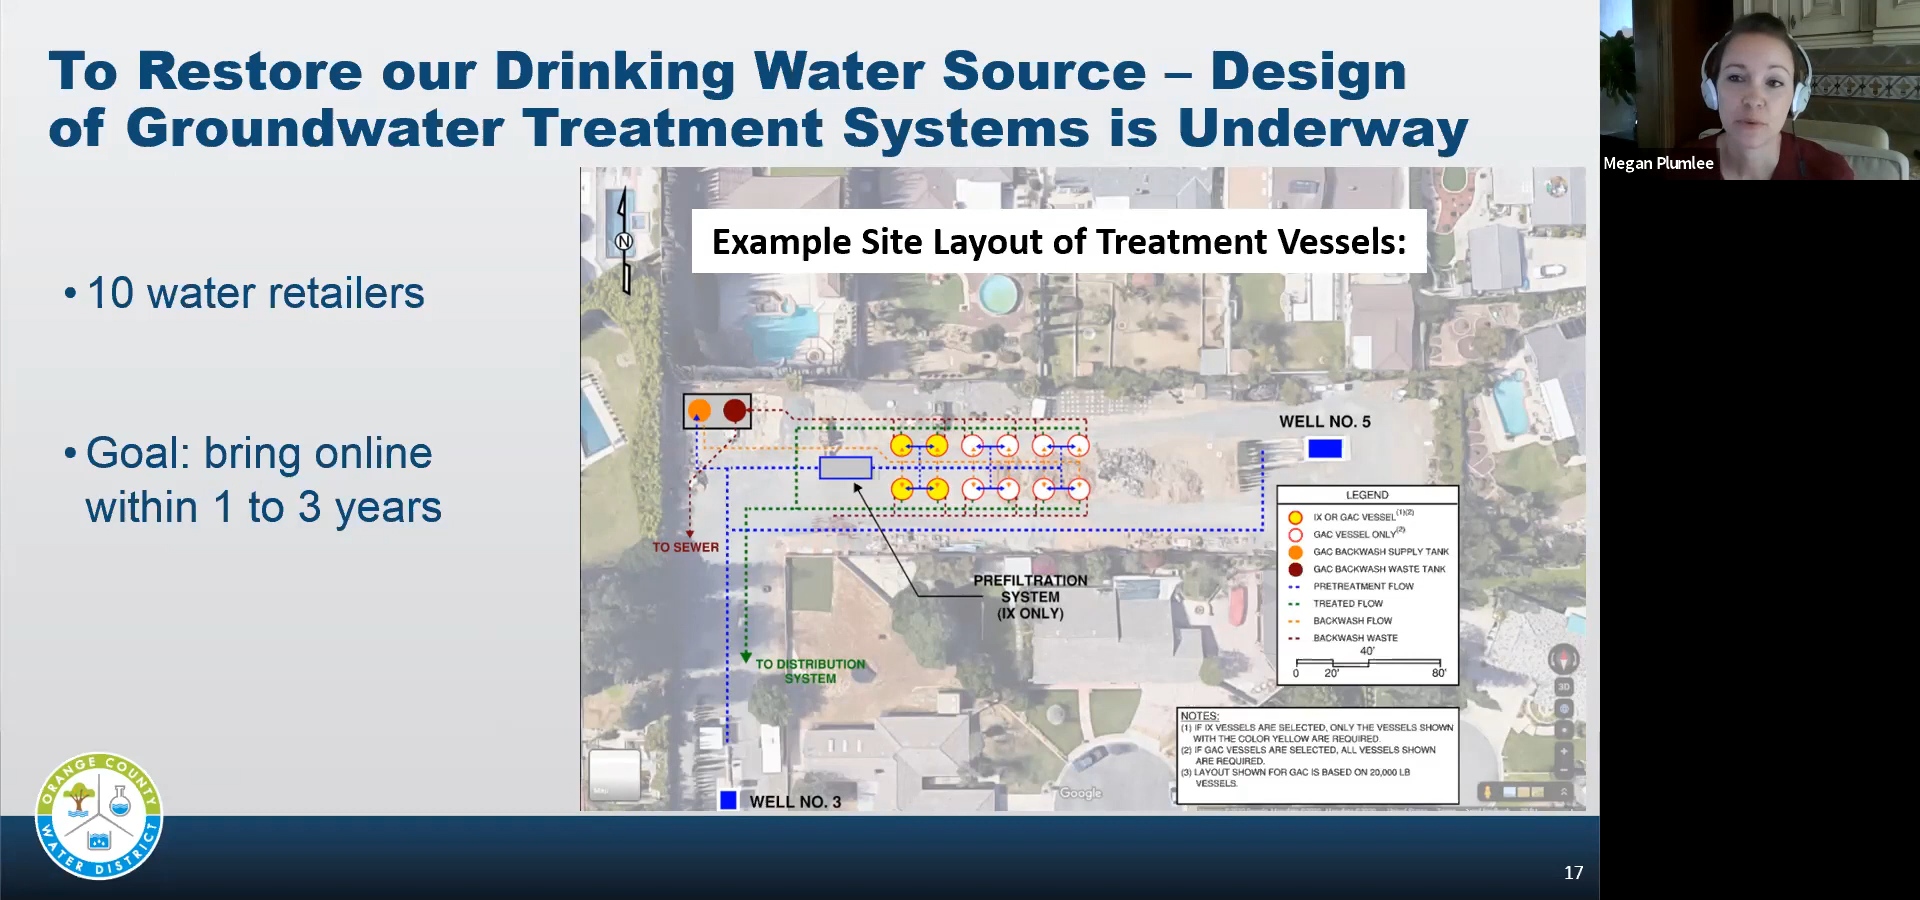 To Restore our Drinking Water Source – Design
of Groundwater Treatment Systems is Underway
Megan Plumlee
• 10 water retailers
• Goal: bring online
within 1 to 3 years
Example Site Layout of Treatment Vessels:
N
WELL NO. 5
TO SEWER
PREFILTRATION
SYSTEM
(IX ONLY)
TO DISTRIBUTION
SYSTEM
WELL NO. 3
LEGEND
IX OR GAC VESSEL(1)(2)
GAC VESSEL ONLY(2)
GAC BACKWASH SUPPLY TANK
GAC BACKWASH WASTE TANK
PRETREATMENT FLOW
TREATED FLOW
BACKWASH FLOW
BACKWASH WASTE
40'
0 20' 80'
NOTES:
(1) IF IX VESSELS ARE SELECTED, ONLY THE VESSELS SHOWN
WITH THE COLOR YELLOW ARE REQUIRED.
(2) IF GAC VESSELS ARE SELECTED, ALL VESSELS SHOWN
ARE REQUIRED.
(3) LAYOUT SHOWN FOR GAC IS BASED ON 20,000 LB
VESSELS.
3D
Google
ORANGE COUNTY
WATER DISTRICT
17